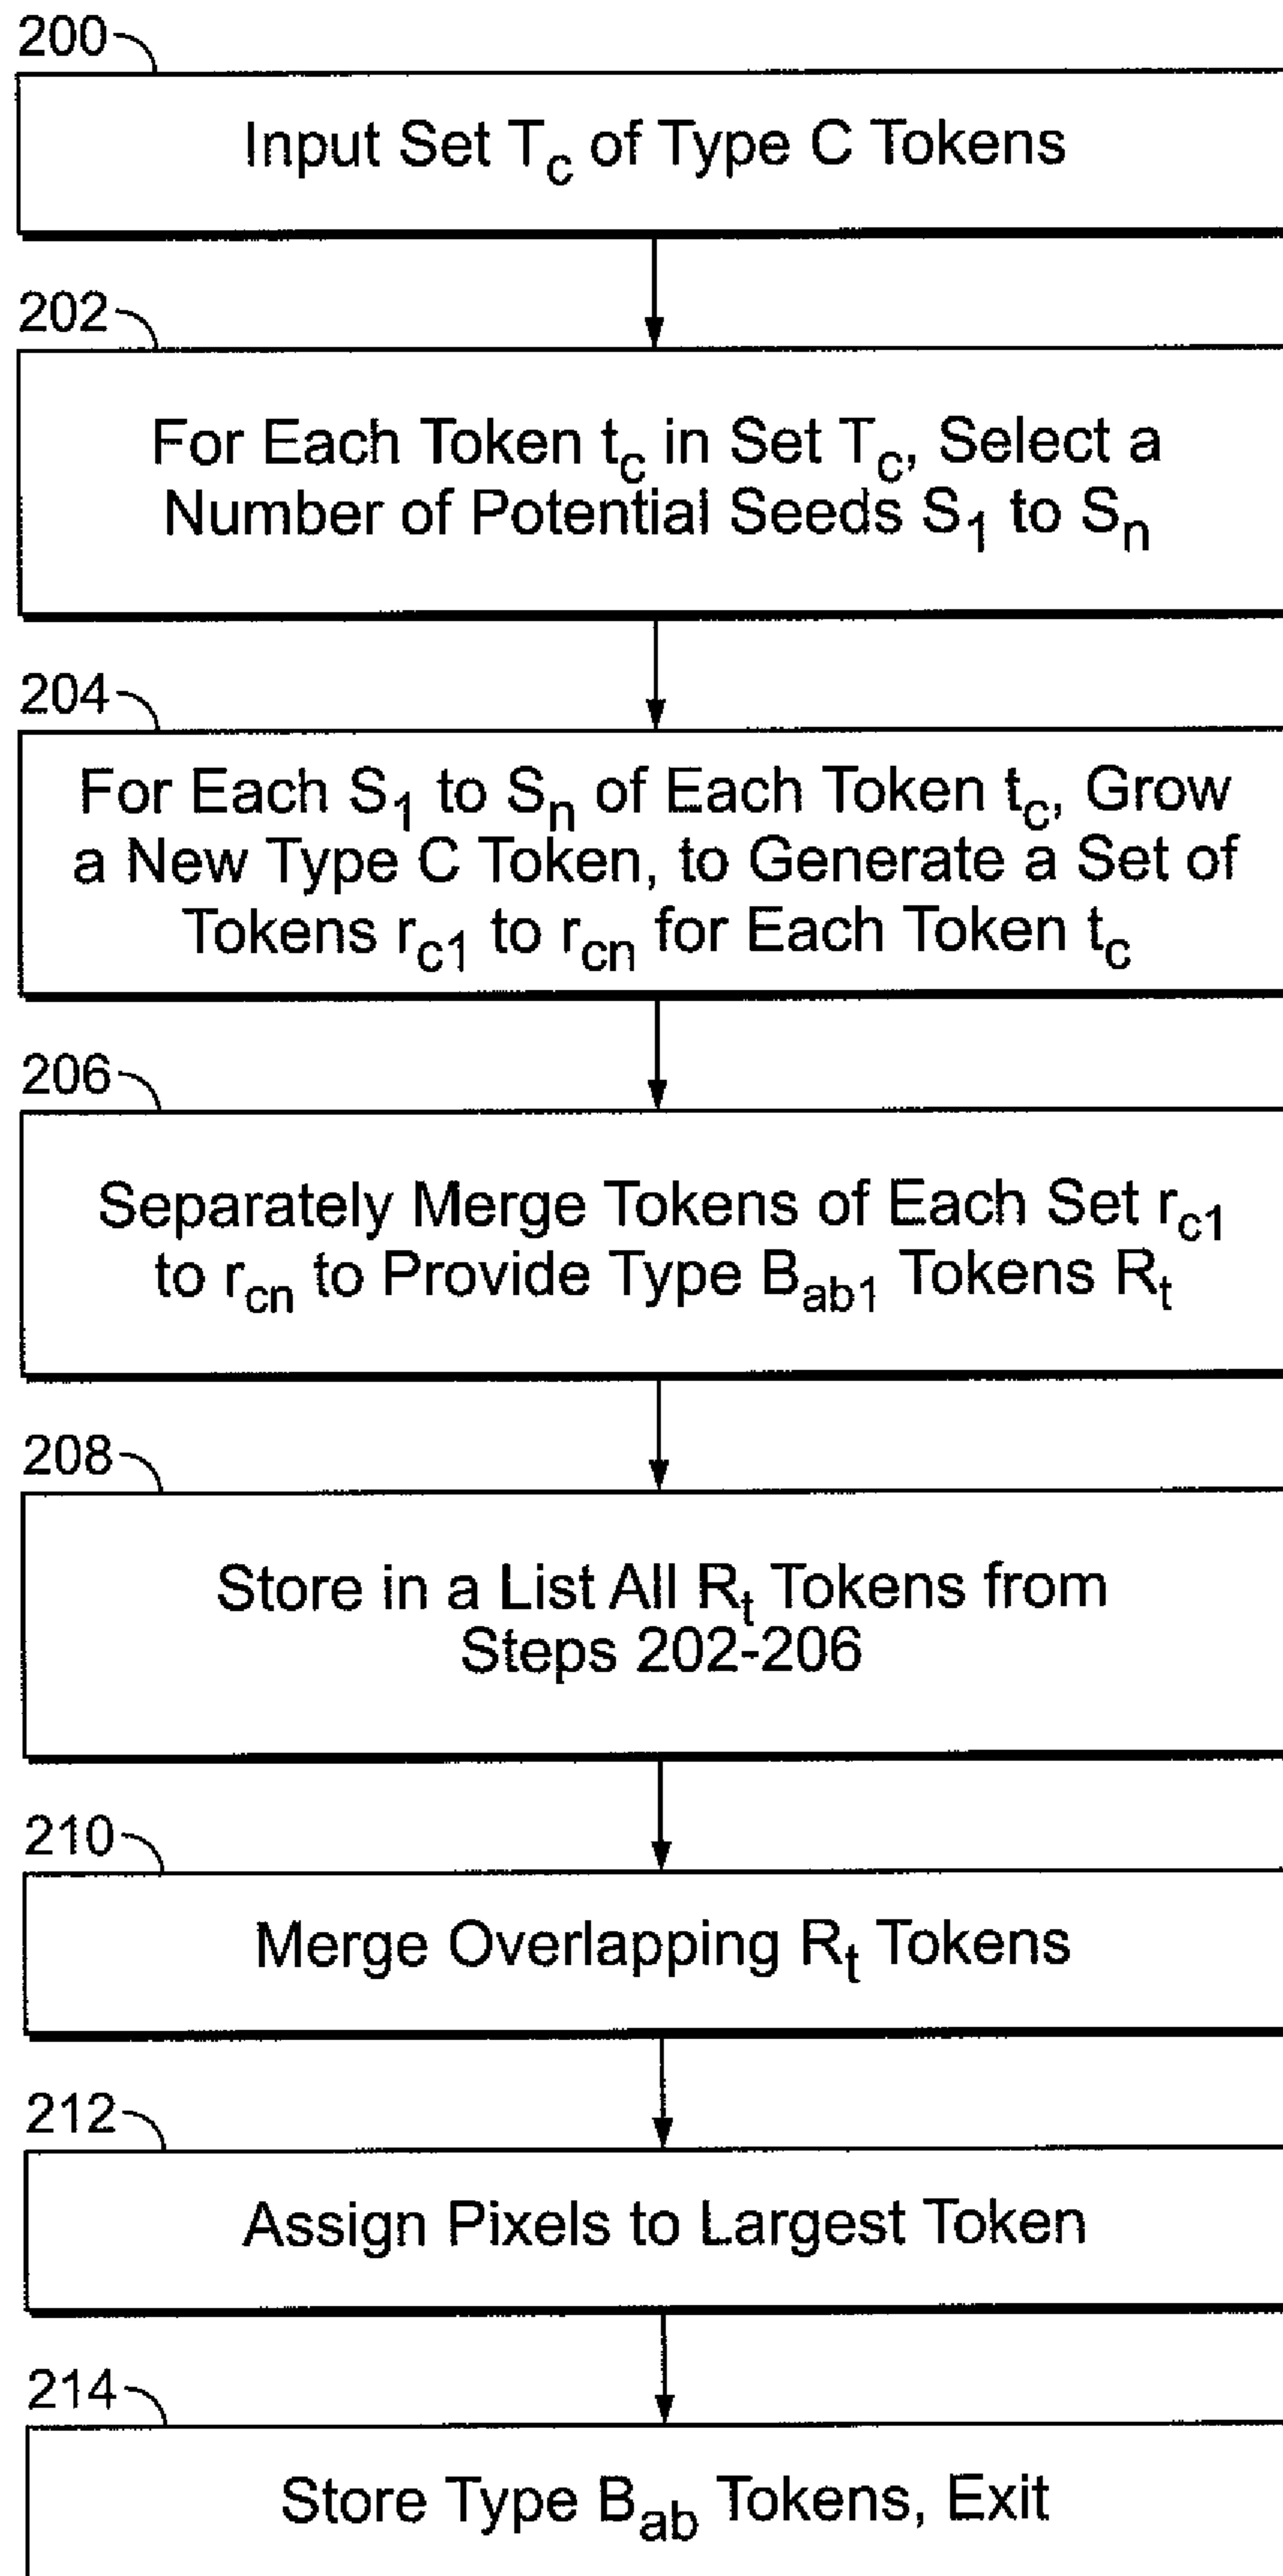 200
Input Set Tc of Type C Tokens
202
For Each Token tc in Set Tc, Select a
Number of Potential Seeds S1 to Sn
204
For Each S1 to Sn of Each Token tc, Grow
a New Type C Token, to Generate a Set of
Tokens rc1 to rcn for Each Token tc
206
Separately Merge Tokens of Each Set rc1
to rcn to Provide Type Bab1 Tokens Rt
208
Store in a List All Rt Tokens from
Steps 202-206
210
Merge Overlapping Rt Tokens
212
Assign Pixels to Largest Token
214
Store Type Bab Tokens, Exit